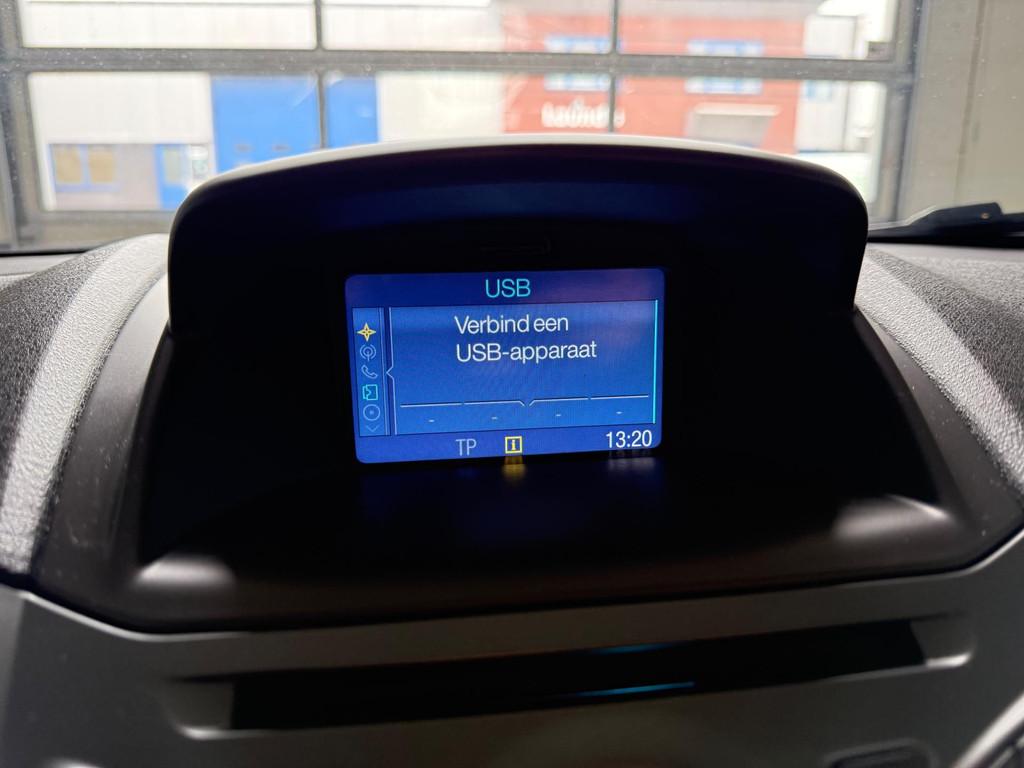 USB
Verbind een
USB-apparaat
- - - -
TP i 13:20